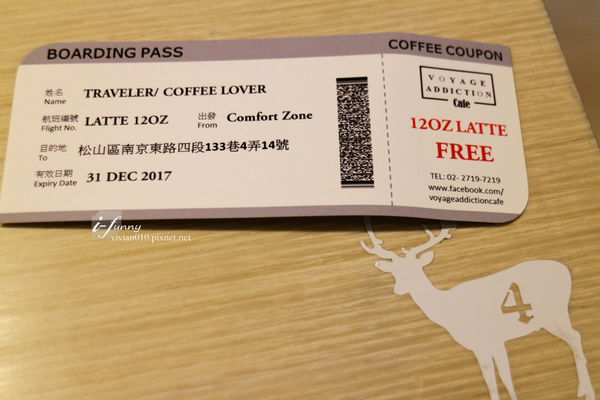 BOARDING PASS
姓名 TRAVELER/ COFFEE LOVER
Name
航班編號 LATTE 12OZ 出發 Comfort Zone
Flight No. From
目的地 松山區南京東路四段133巷4弄14號
To
有效日期 31 DEC 2017
Expiry Date
COFFEE COUPON
VOYAGE
ADDICTION
Cafe
12OZ LATTE
FREE
TEL: 02- 2719-7219
www.facebook.com/
voyageaddictioncafe
i-funny
vivian010.pixnet.net
4